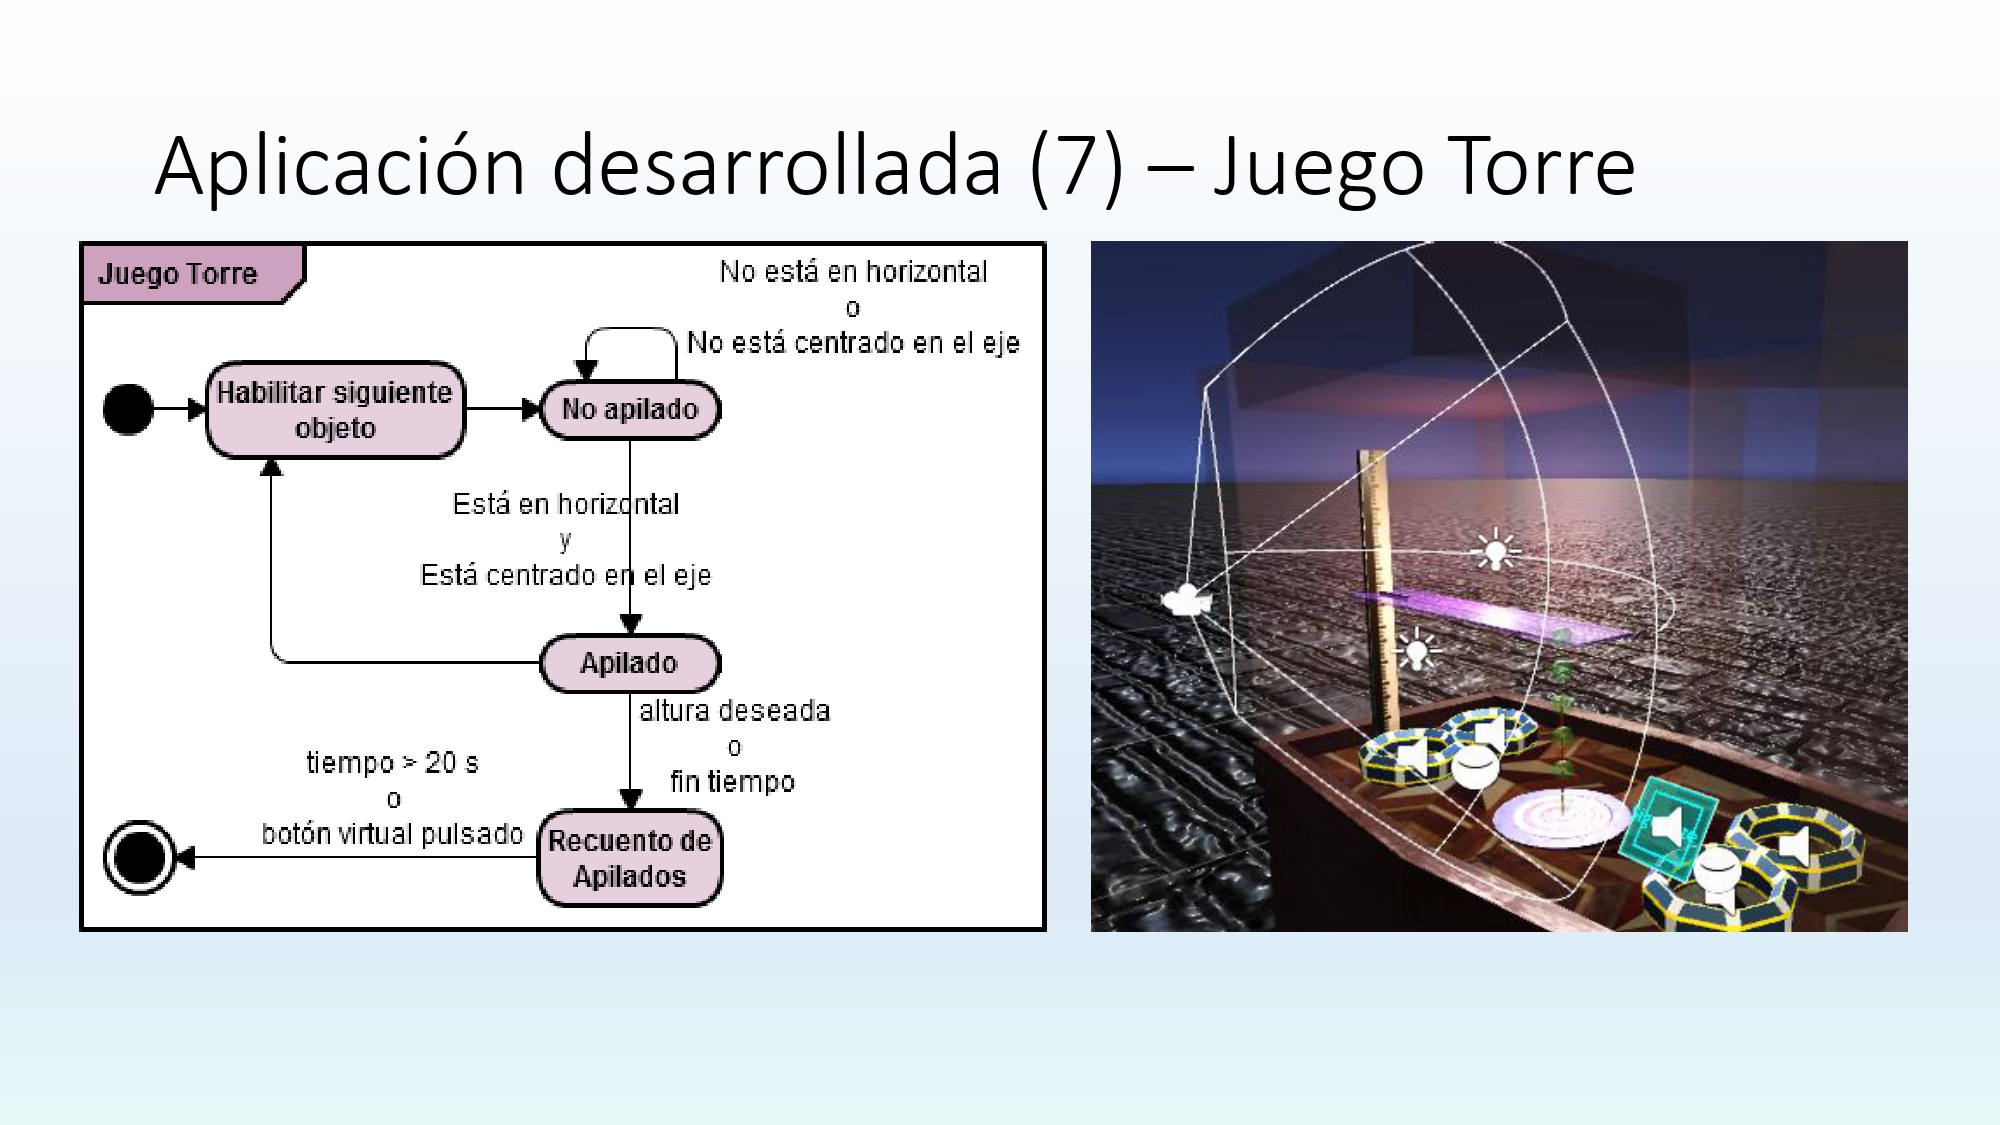 Aplicación desarrollada (7) – Juego Torre
Juego Torre
No está en horizontal
o
No está centrado en el eje
Habilitar siguiente
objeto
No apilado
Está en horizontal
y
Está centrado en el eje
Apilado
altura deseada
o
fin tiempo
tiempo > 20 s
o
botón virtual pulsado
Recuento de
Apilados